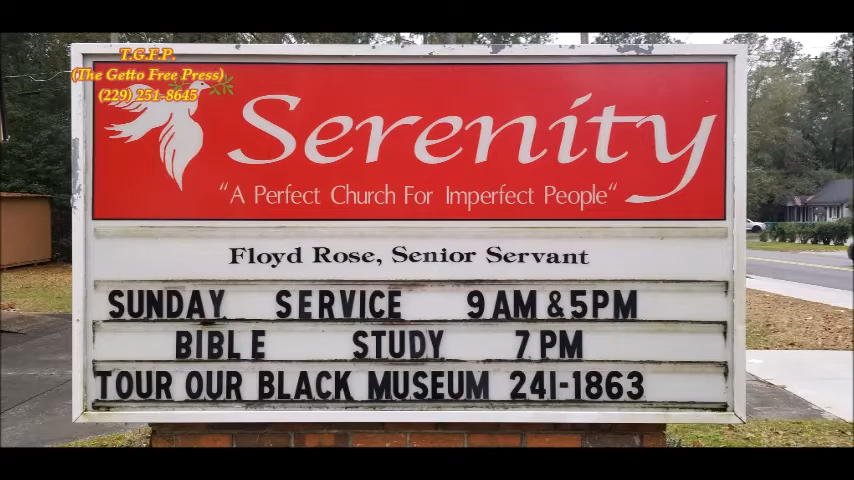 T.G.F.P.
(The Getto Free Press)
(229) 251-8645
Serenity
"A Perfect Church For Imperfect People"
Floyd Rose, Senior Servant
SUNDAY SERVICE 9AM&5PM
BIBLE STUDY 7PM
TOUR OUR BLACK MUSEUM 241-1863